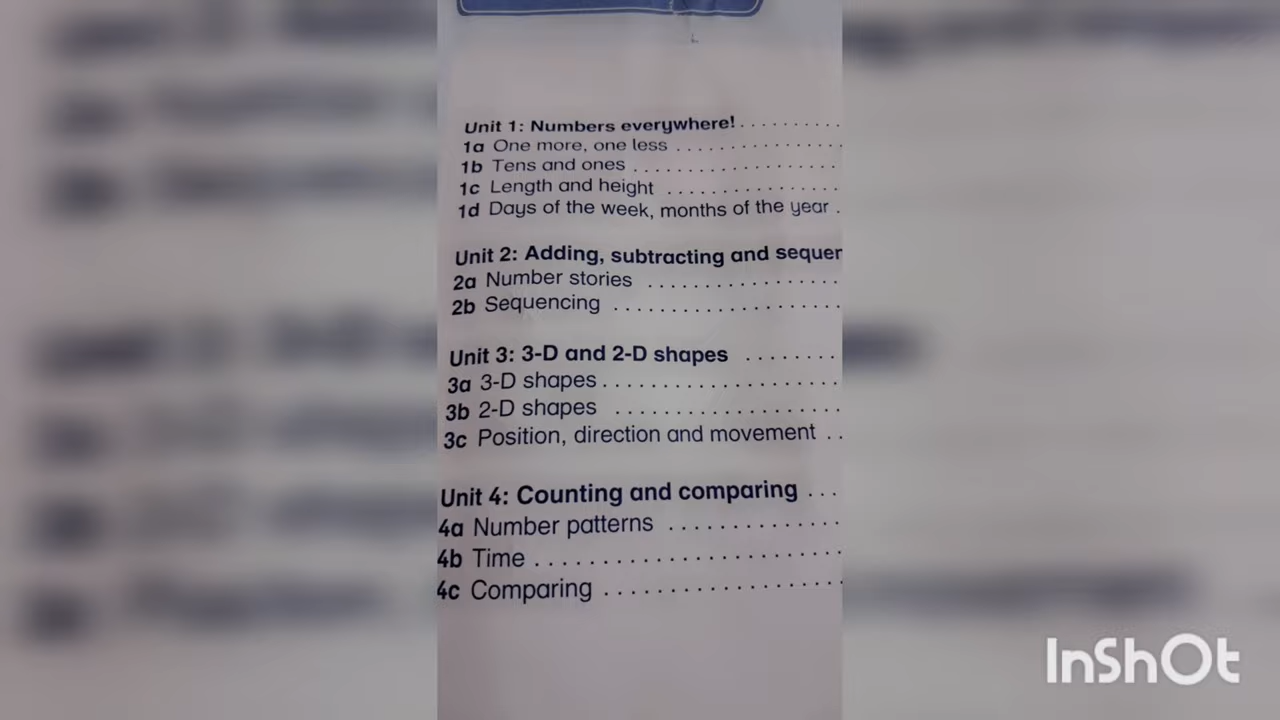 Unit 1: Numbers everywhere! . . . . . . . . . .
1a One more, one less . . . . . . . . . . . . . . . .
1b Tens and ones . . . . . . . . . . . . . . . . . . .
1c Length and height . . . . . . . . . . . . . . . .
1d Days of the week, months of the year .
Unit 2: Adding, subtracting and sequen
2a Number stories . . . . . . . . . . . . . . . . .
2b Sequencing . . . . . . . . . . . . . . . . . . . .
Unit 3: 3-D and 2-D shapes . . . . . . . .
3a 3-D shapes . . . . . . . . . . . . . . . . . . . .
3b 2-D shapes . . . . . . . . . . . . . . . . . . .
3c Position, direction and movement . .
Unit 4: Counting and comparing . . .
4a Number patterns . . . . . . . . . . . . . .
4b Time . . . . . . . . . . . . . . . . . . . . . . .
4c Comparing . . . . . . . . . . . . . . . . . .
InShOt